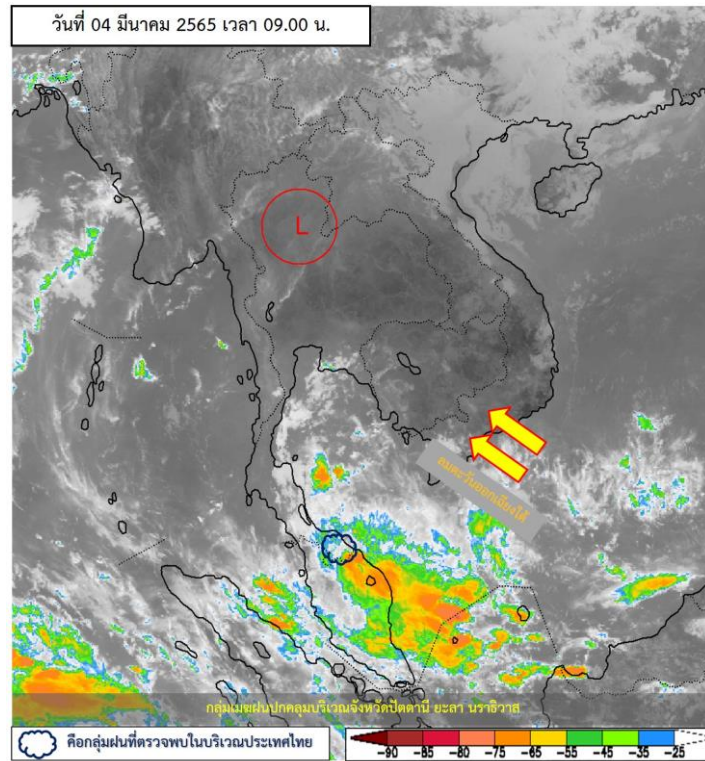 วันที่ 04 มีนาคม 2565 เวลา 09.00 น.
L
ลมตะวันออกเฉียงใต้
กลุ่มเมฆฝนปกคลุมบริเวณจังหวัดปัตตานี ยะลา นราธิวาส
คือกลุ่มฝนที่ตรวจพบในบริเวณประเทศไทย
-90 -85 -80 -75 -70 -65 -60 -55 -45 -35 -25